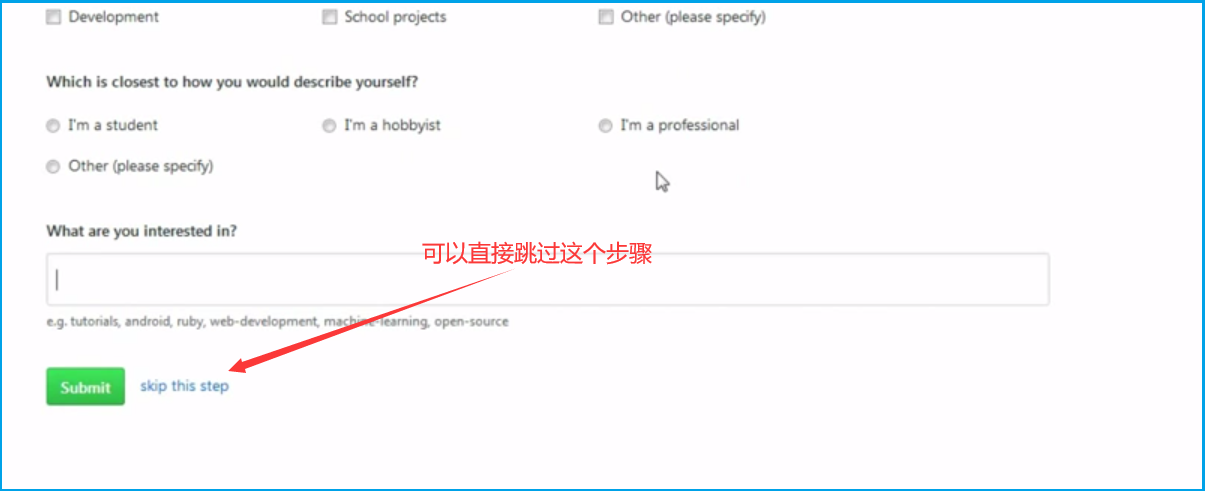 Development School projects Other (please specify)
Which is closest to how you would describe yourself?
I'm a student I'm a hobbyist I'm a professional
Other (please specify)
What are you interested in?
可以直接跳过这个步骤
e.g. tutorials, android, ruby, web-development, machine-learning, open-source
Submit skip this step